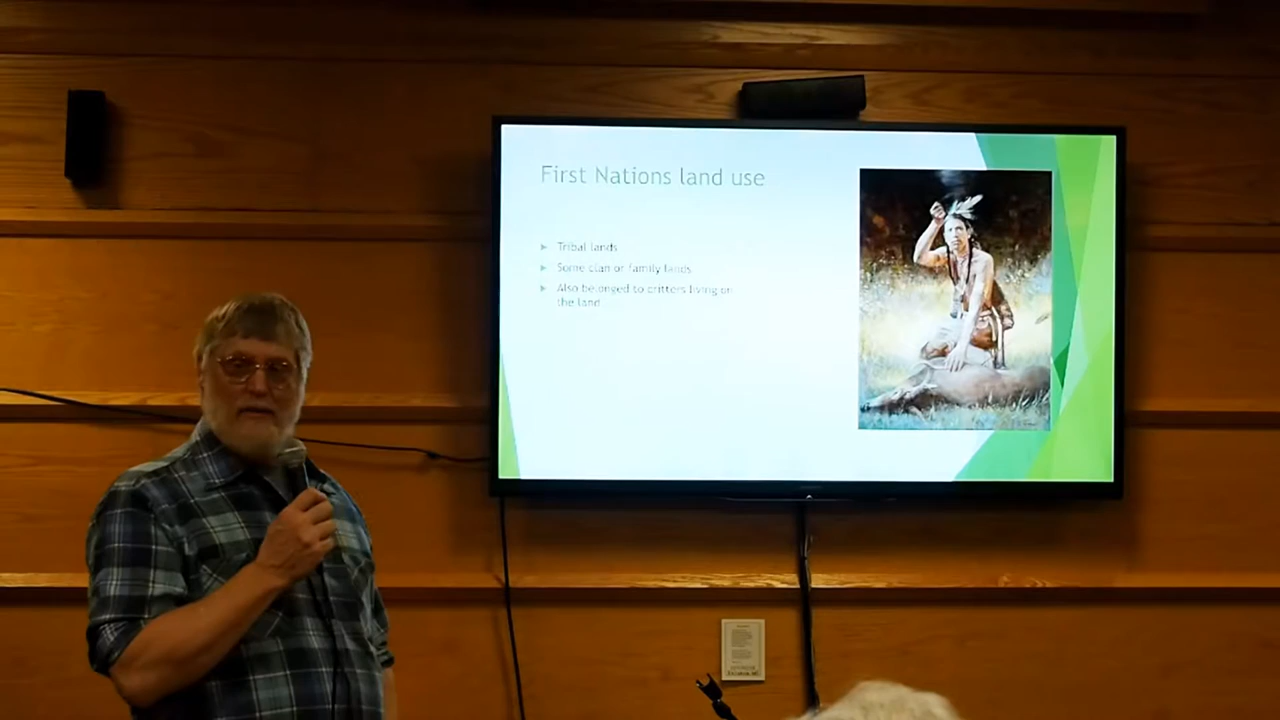 First Nations land use
Tribal lands
Some clan or family lands
Also belonged to critters living on
the land